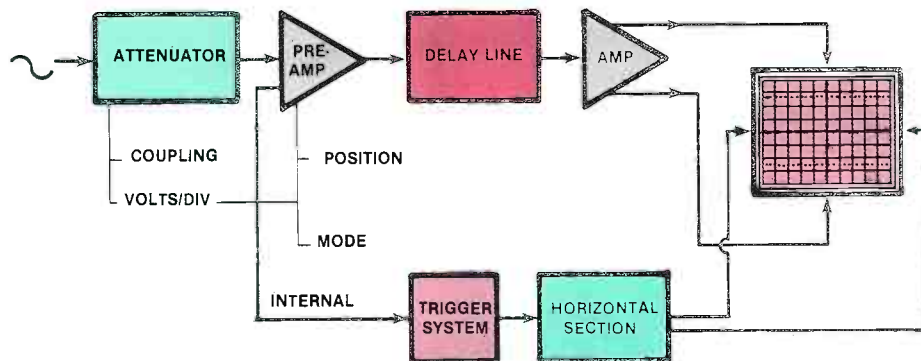 ATTENUATOR
PRE-
AMP
DELAY LINE
AMP
COUPLING
VOLTS/DIV
POSITION
MODE
INTERNAL
TRIGGER
SYSTEM
HORIZONTAL
SECTION